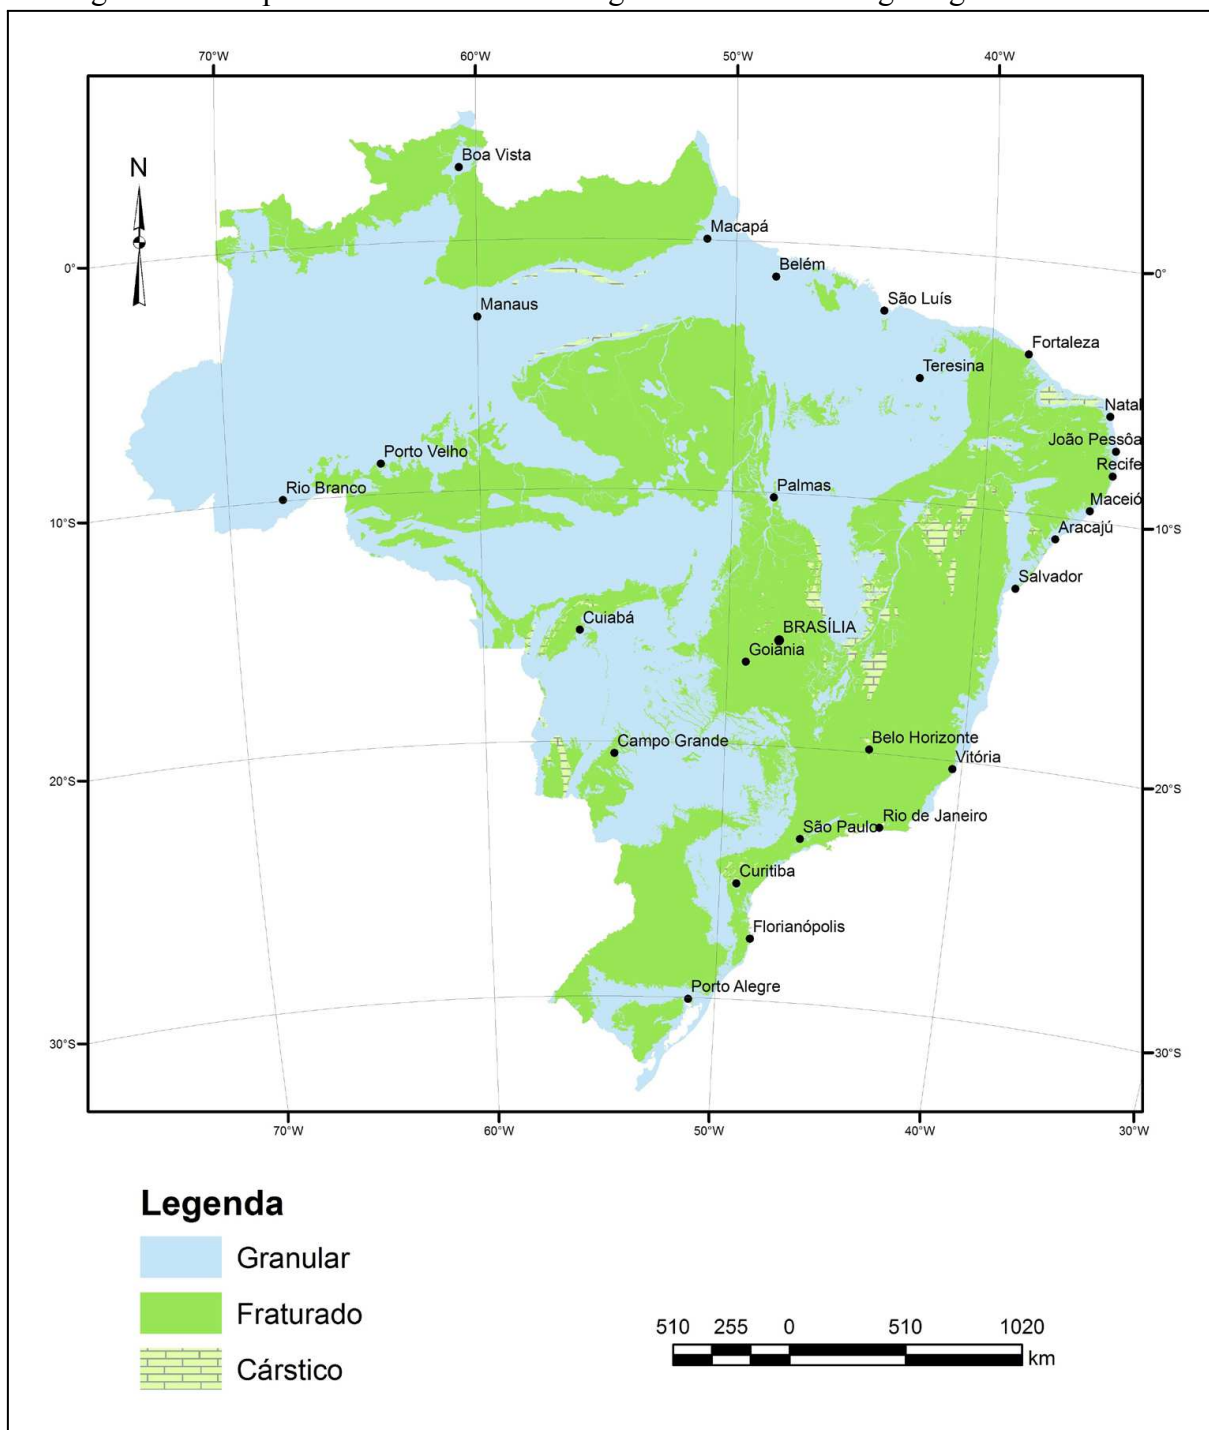 70°W 60°W 50°W 40°W
N
Boa Vista
Macapá
0° 0°
Belém
Manaus
São Luís
Fortaleza
Teresina
Natal
João Pessôa
Porto Velho
Recife
Rio Branco
Palmas
Maceió
10°S 10°S
Aracajú
Salvador
Cuiabá
BRASÍLIA
Goiânia
Campo Grande
Belo Horizonte
Vitória
20°S 20°S
São Paulo
Rio de Janeiro
Curitiba
Florianópolis
Porto Alegre
30°S 30°S
70°W 60°W 50°W 40°W 30°W
Legenda
Granular
Fraturado
Cárstico
510 255 0 510 1020
km